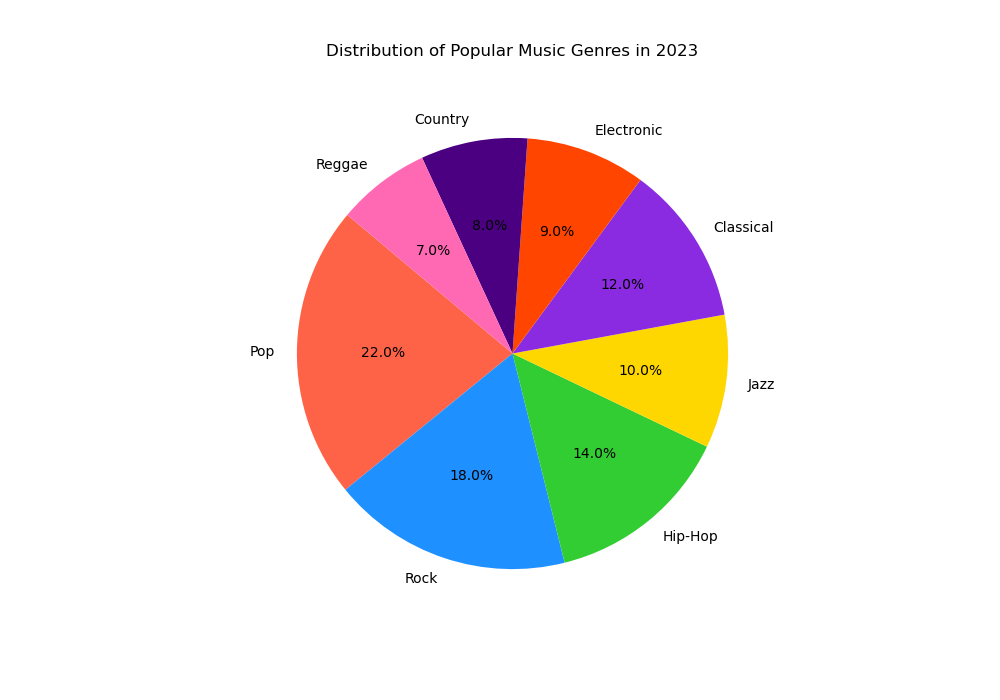 Distribution of Popular Music Genres in 2023
Country
Electronic
Reggae
Classical
8.0%
9.0%
7.0%
12.0%
Pop
22.0%
10.0%
Jazz
18.0%
14.0%
Hip-Hop
Rock